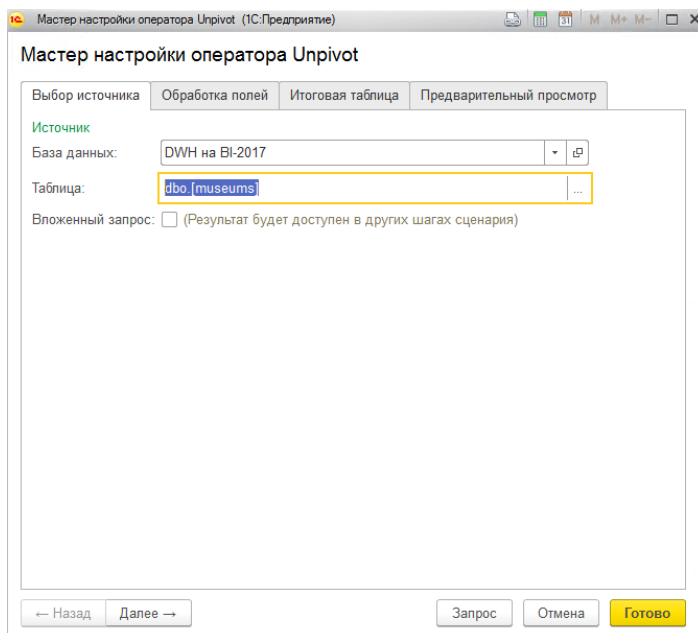 Мастер настройки оператора Unpivot (1С:Предприятие)
31 M M+ M−
Мастер настройки оператора Unpivot
Выбор источника Обработка полей Итоговая таблица Предварительный просмотр
Источник
База данных: DWH на BI-2017
Таблица: dbo.[museums] ...
Вложенный запрос: (Результат будет доступен в других шагах сценария)
← Назад Далее → Запрос Отмена Готово